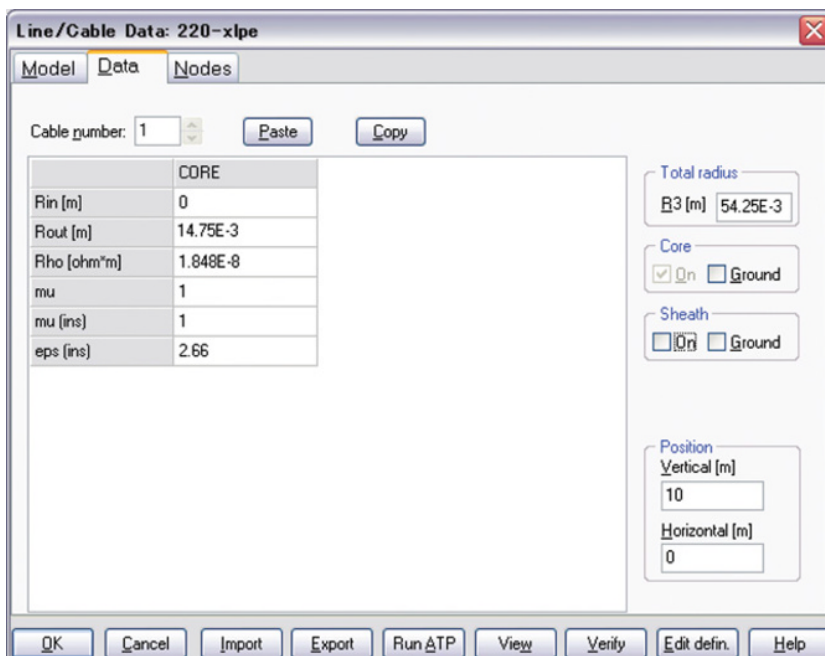 Line/Cable Data: 220-xlpe
Model Data Nodes
Cable number: 1 Paste Copy
CORE
Rin [m] 0
Rout [m] 14.75E-3
Rho [ohm*m] 1.848E-8
mu 1
mu (ins) 1
eps (ins) 2.66
Total radius
R3 [m] 54.25E-3
Core
On Ground
Sheath
On Ground
Position
Vertical [m]
10
Horizontal [m]
0
OK Cancel Import Export Run ATP View Verify Edit defin. Help